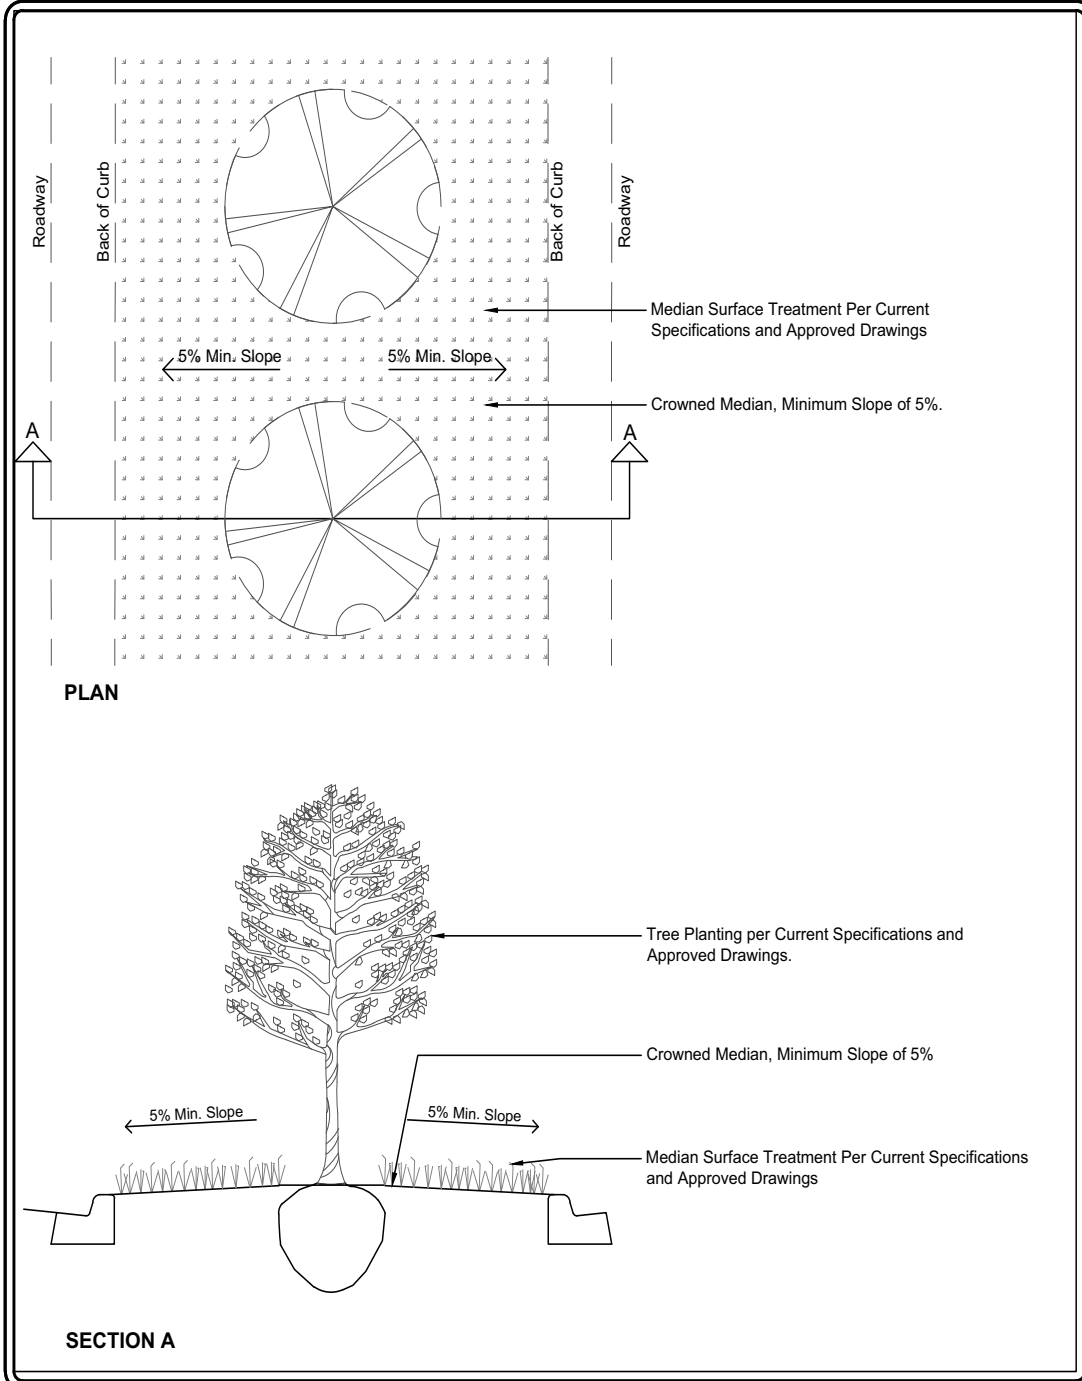 Roadway
Back of Curb
Back of Curb
Roadway
Median Surface Treatment Per Current
Specifications and Approved Drawings
5% Min. Slope
5% Min. Slope
Crowned Median, Minimum Slope of 5%.
A
A
PLAN
Tree Planting per Current Specifications and
Approved Drawings.
Crowned Median, Minimum Slope of 5%
5% Min. Slope
5% Min. Slope
Median Surface Treatment Per Current Specifications
and Approved Drawings
SECTION A